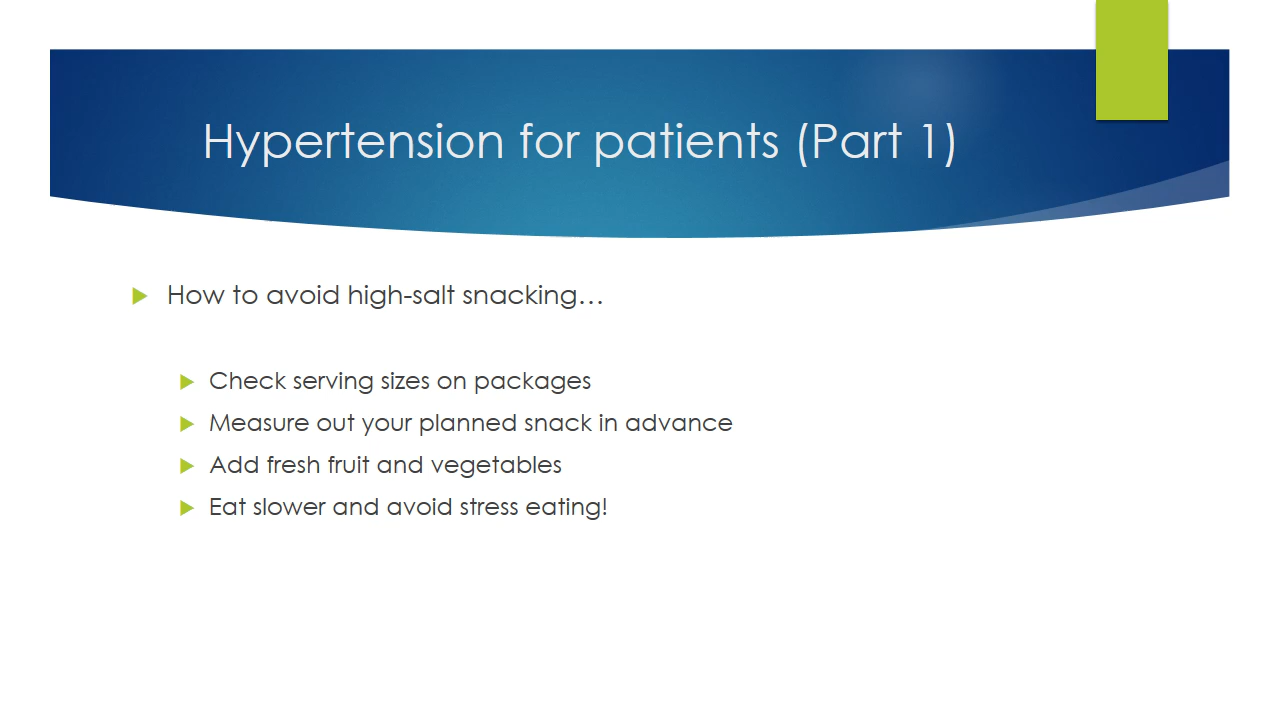 Hypertension for patients (Part 1)
How to avoid high-salt snacking…
Check serving sizes on packages
Measure out your planned snack in advance
Add fresh fruit and vegetables
Eat slower and avoid stress eating!